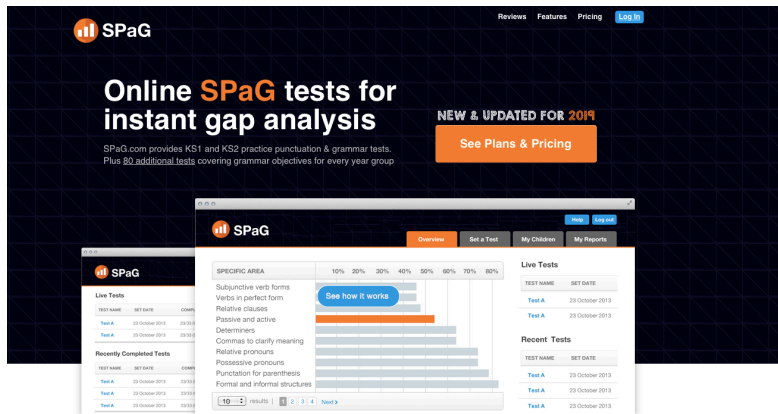 SPaG
Reviews Features Pricing Log In
Online SPaG tests for
instant gap analysis
SPaG.com provides KS1 and KS2 practice punctuation & grammar tests.
Plus 80 additional tests covering grammar objectives for every year group
NEW & UPDATED FOR 2019
See Plans & Pricing
SPaG
Help Log out
Overview Set a Test My Children My Reports
SPECIFIC AREA 10% 20% 30% 40% 50% 60% 70% 80%
Subjunctive verb forms
Verbs in perfect form
Relative clauses
Passive and active
Determiners
Commas to clarify meaning
Relative pronouns
Possessive pronouns
Punctation for parenthesis
Formal and informal structures
See how it works
10 results | 1 2 3 4 Next >
Live Tests
TEST NAME SET DATE
Test A 23 October 2013
Test A 23 October 2013
Recent Tests
TEST NAME SET DATE
Test A 23 October 2013
Test A 23 October 2013
SPaG
Live Tests
TEST NAME SET DATE
Test A 23 October 2013
Test A 23 October 2013
Recently Completed Tests
TEST NAME SET DATE
Test A 23 October 2013
Test A 23 October 2013
Test A 23 October 2013